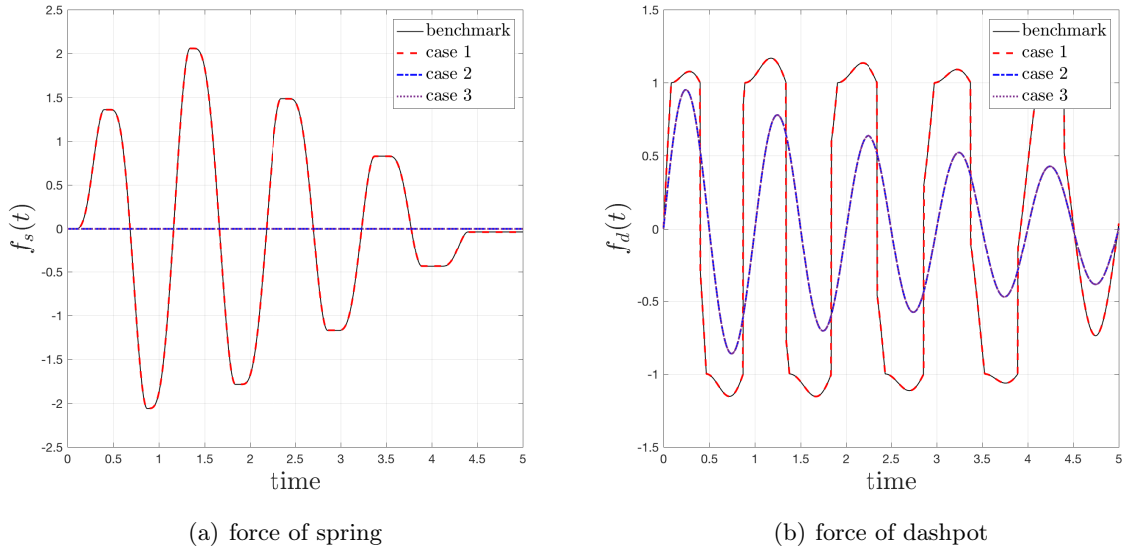 2.5
2
1.5
1
0.5
0
-0.5
-1
-1.5
-2
-2.5
0 0.5 1 1.5 2 2.5 3 3.5 4 4.5 5
f_s(t)
time
benchmark
case 1
case 2
case 3
(a) force of spring
1.5
1
0.5
0
-0.5
-1
-1.5
0 0.5 1 1.5 2 2.5 3 3.5 4 4.5 5
f_d(t)
time
benchmark
case 1
case 2
case 3
(b) force of dashpot